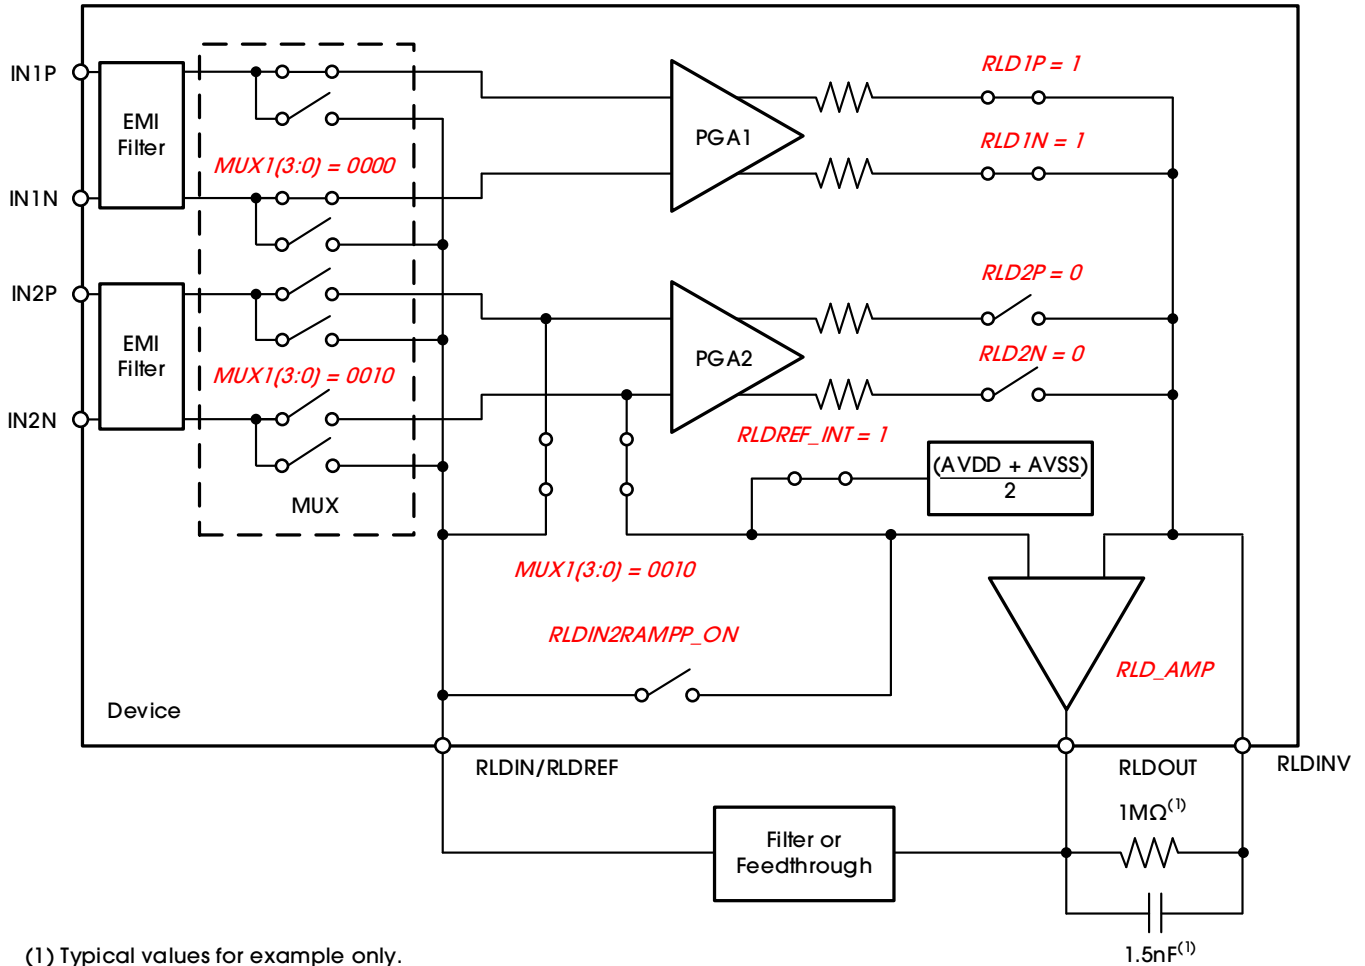 IN1P
EMI
Filter
MUX1(3:0) = 0000
IN1N
PGA1
RLD1P = 1
RLD1N = 1
IN2P
EMI
Filter
MUX1(3:0) = 0010
IN2N
MUX
PGA2
RLD2P = 0
RLD2N = 0
RLDREF_INT = 1
(AVDD + AVSS)
2
MUX1(3:0) = 0010
RLDIN2RAMPP_ON
RLD_AMP
Device
RLDIN/RLDREF
RLDOUT
RLDINV
1MΩ(1)
Filter or
Feedthrough
1.5nF(1)
(1) Typical values for example only.